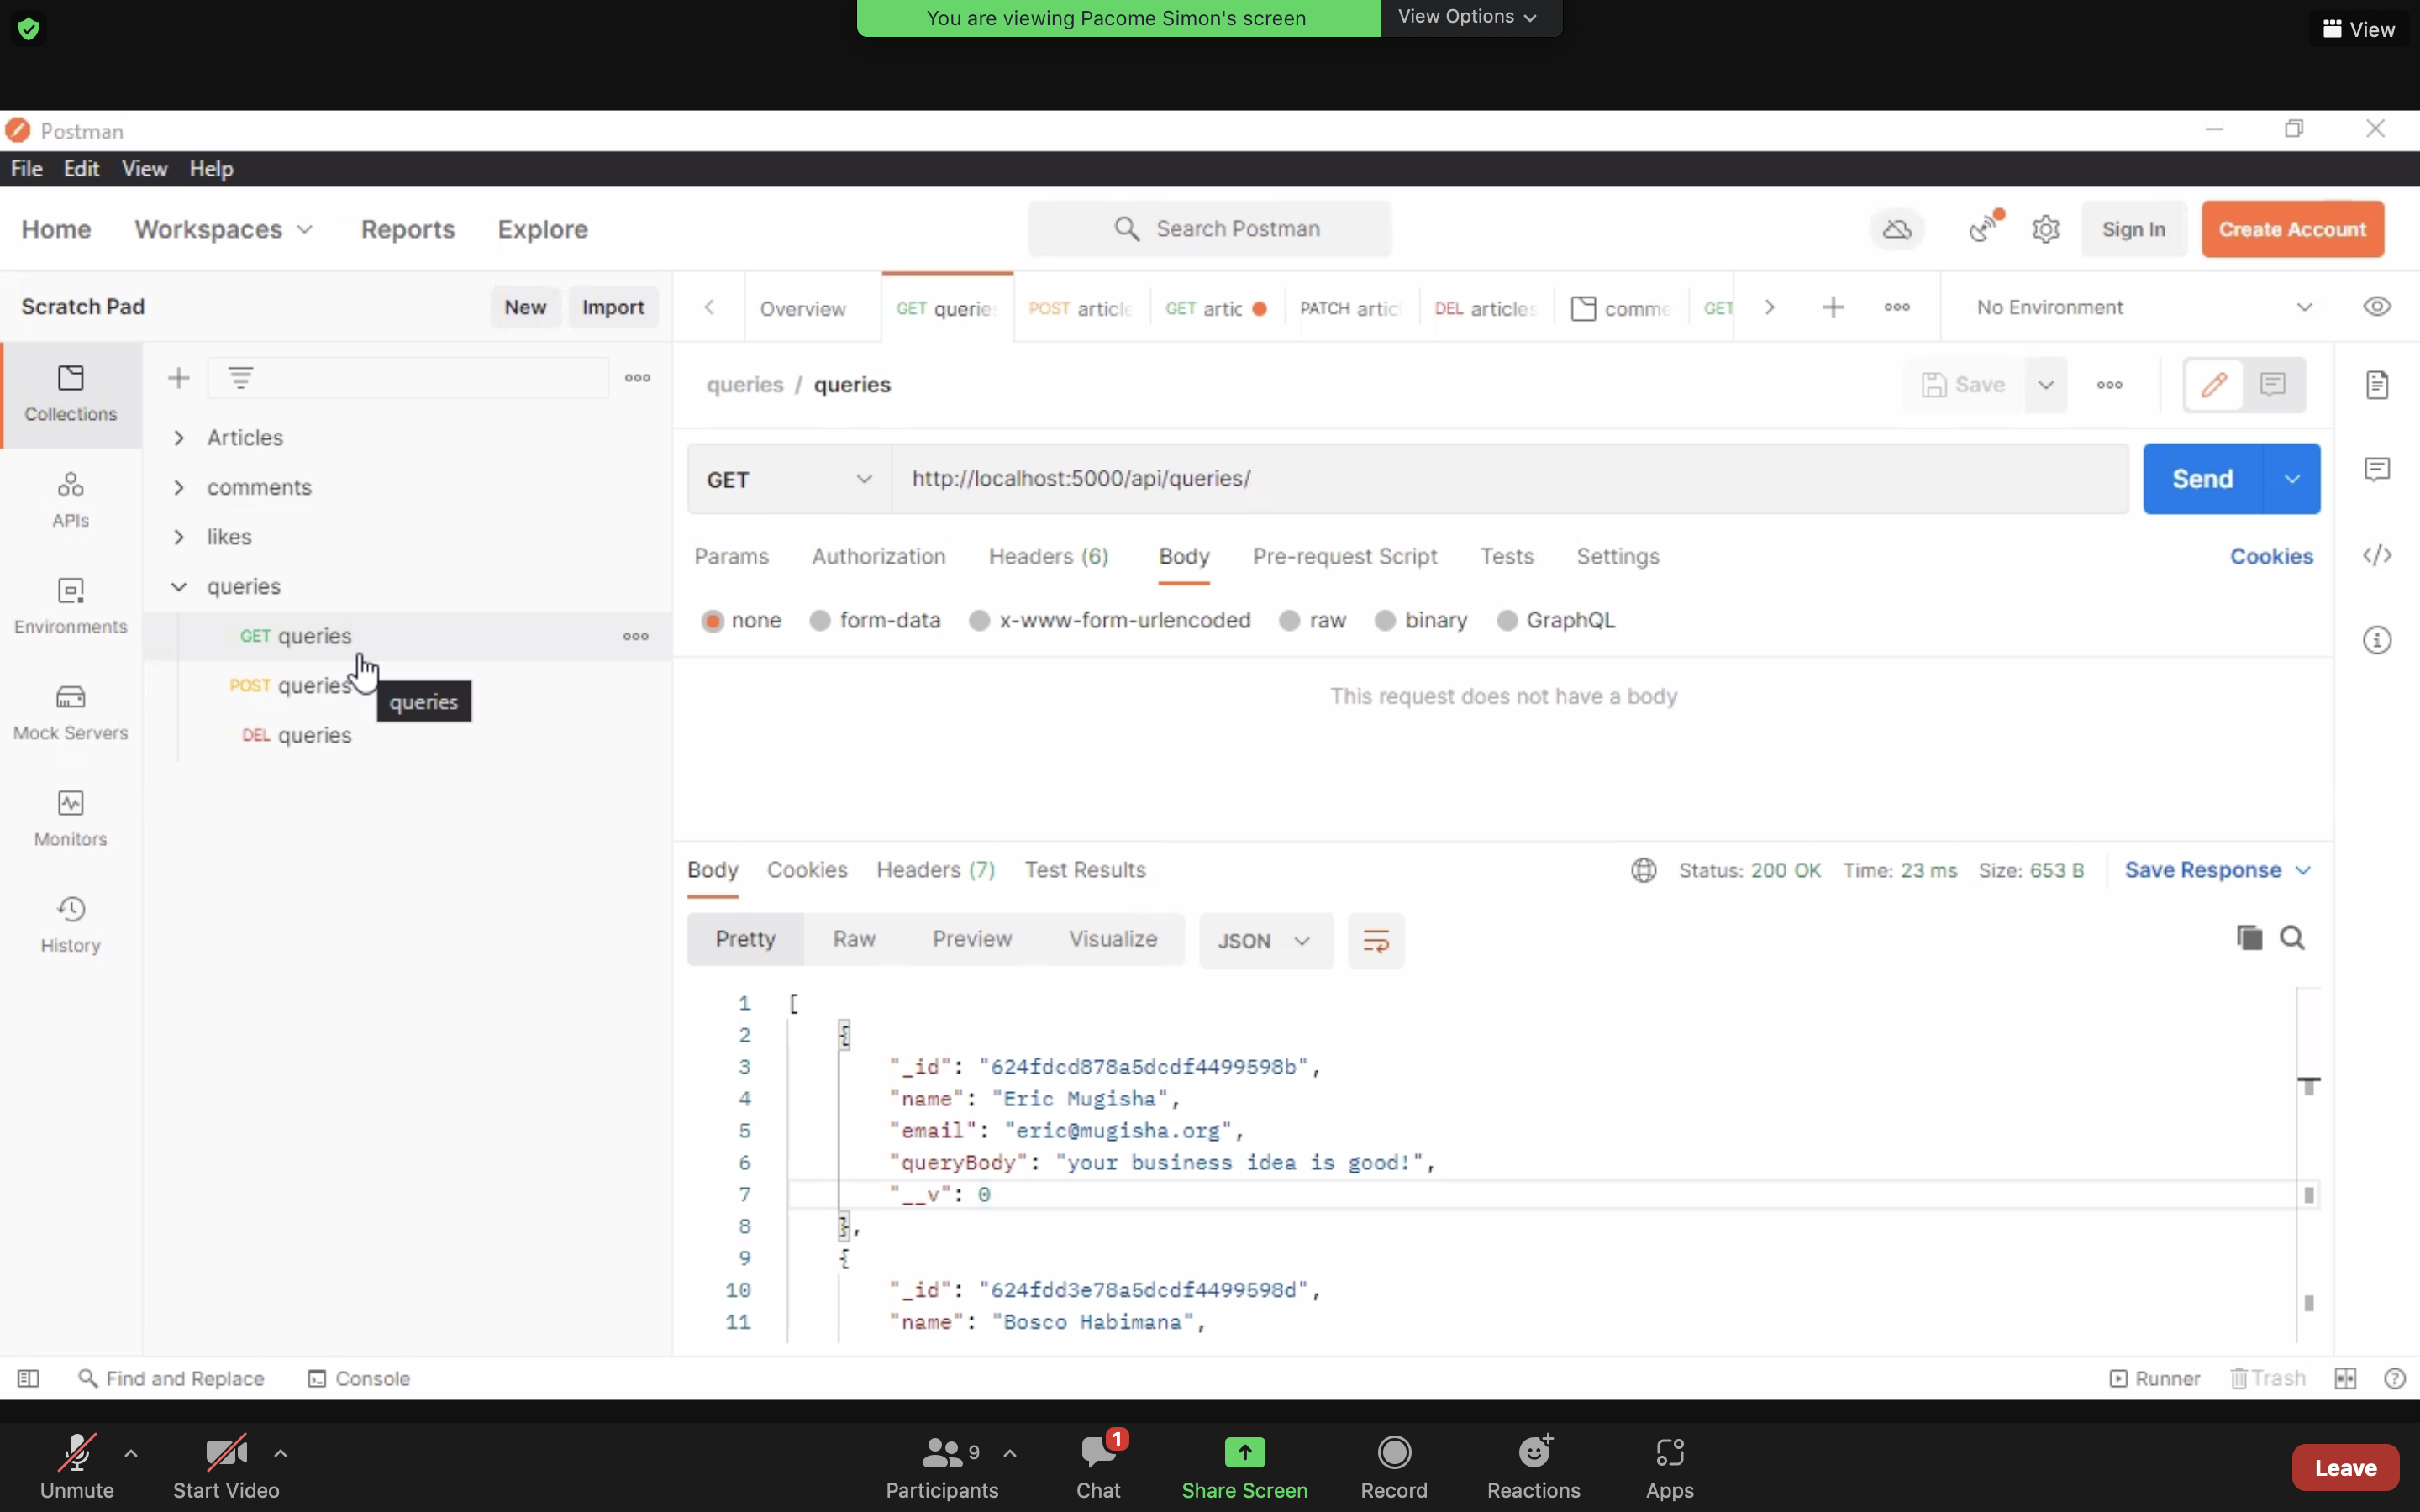 You are viewing Pacome Simon's screen
View Options
View
Postman
File Edit View Help
Home Workspaces Reports Explore
Search Postman
Sign In
Create Account
Scratch Pad
New Import
Overview
GET querie
POST article
GET artic
PATCH artic
DEL articles
comme
GET
No Environment
Collections
APIs
Environments
Mock Servers
Monitors
History
Articles
comments
likes
queries
GET queries
POST queries
DEL queries
queries
queries / queries
Save
GET
http://localhost:5000/api/queries/
Send
Params Authorization Headers (6) Body Pre-request Script Tests Settings
Cookies
none form-data x-www-form-urlencoded raw binary GraphQL
This request does not have a body
Body Cookies Headers (7) Test Results
Status: 200 OK Time: 23 ms Size: 653 B
Save Response
Pretty Raw Preview Visualize
JSON
1 [
2 {
3 "_id": "624fdcd878a5dcdf4499598b",
4 "name": "Eric Mugisha",
5 "email": "eric@mugisha.org",
6 "queryBody": "your business idea is good!",
7 "__v": 0
8 },
9 {
10 "_id": "624fdd3e78a5dcdf4499598d",
11 "name": "Bosco Habimana",
Find and Replace
Console
Runner
Trash
Unmute
Start Video
9
Participants
1
Chat
Share Screen
Record
Reactions
Apps
Leave